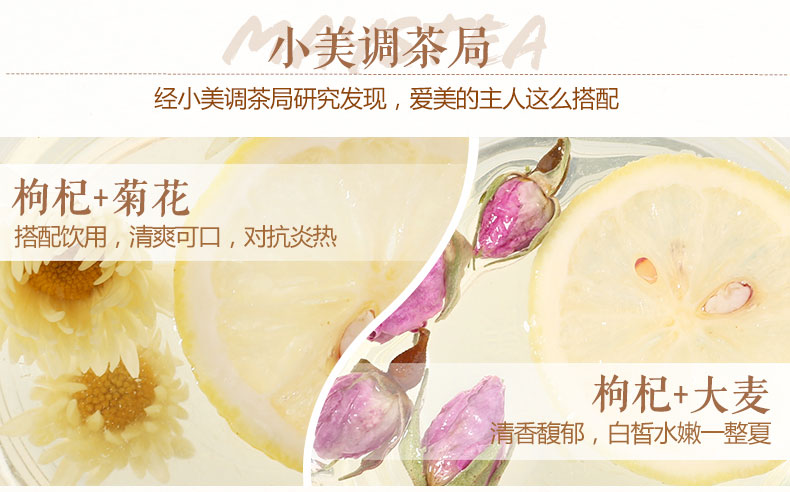 小美调茶局
经小美调茶局研究发现，爱美的主人这么搭配
枸杞+菊花
搭配饮用，清爽可口，对抗炎热
枸杞+大麦
清香馥郁，白皙水嫩一整夏